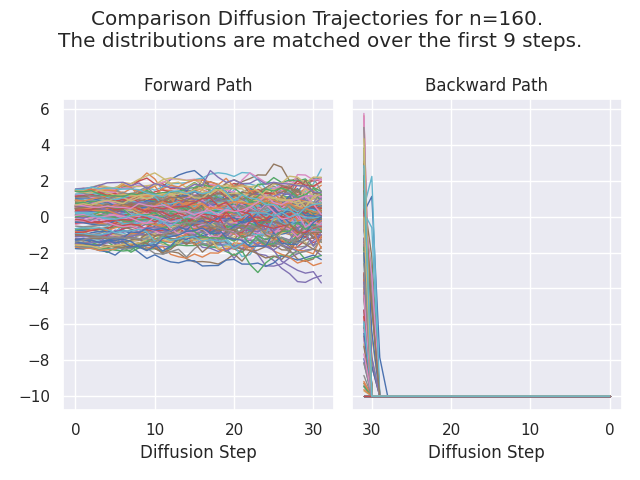 Comparison Diffusion Trajectories for n=160.
The distributions are matched over the first 9 steps.
Forward Path
Backward Path
6
4
2
0
−2
−4
−6
−8
−10
0 10 20 30
30 20 10 0
Diffusion Step
Diffusion Step